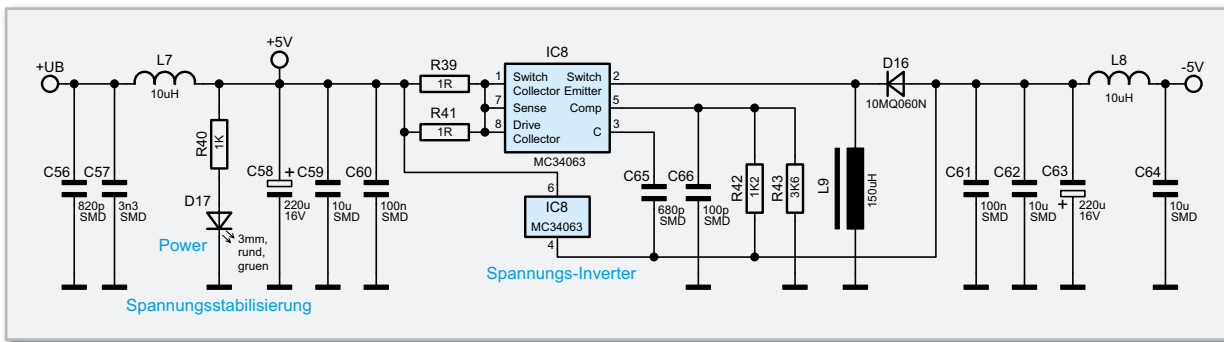 +UB
L7
10uH
+5V
R39
1R
R41
1R
IC8
1
Switch Collector
7
Sense
8
Drive Collector
Switch Emitter
2
Comp
5
C
3
MC34063
D16
10MQ060N
L8
10uH
-5V
C56
820p
SMD
C57
3n3
SMD
R40
1K
D17
Power
3mm,
rund,
gruen
C58
+
220u
16V
C59
10u
SMD
C60
100n
SMD
6
IC8
MC34063
4
C65
680p
SMD
C66
100p
SMD
R42
1K2
R43
3K6
L9
150uH
C61
100n
SMD
C62
10u
SMD
C63
+
220u
16V
C64
10u
SMD
Spannungs-Inverter
Spannungsstabilisierung